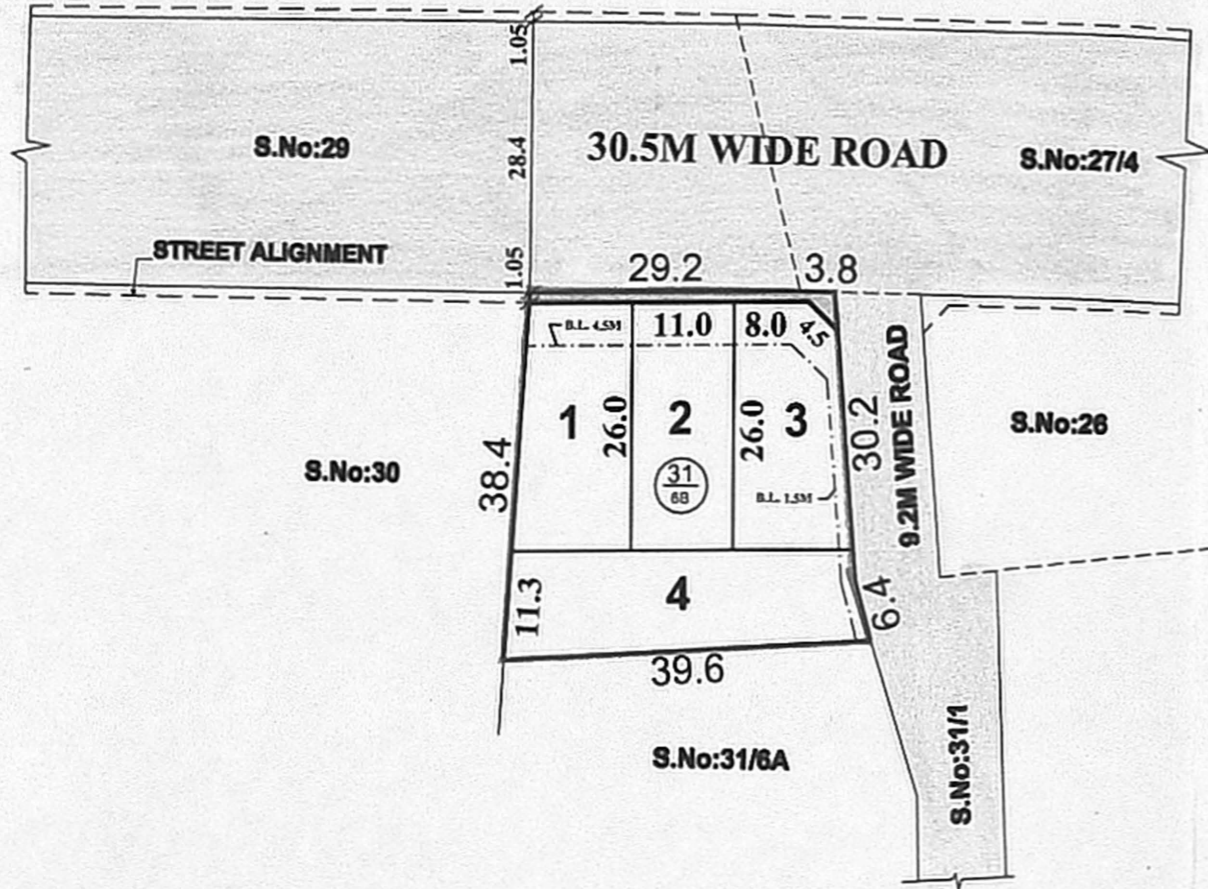 1.05
S.No:29
28.4
30.5M WIDE ROAD
S.No:27/4
STREET ALIGNMENT
1.05
29.2
3.8
B.L. 4.5M
11.0
8.0
4.5
1
26.0
2
26.0
3
30.2
9.2M WIDE ROAD
S.No:26
S.No:30
38.4
31
6B
B.L. 1.5M
11.3
4
6.4
39.6
S.No:31/6A
S.No:31/1